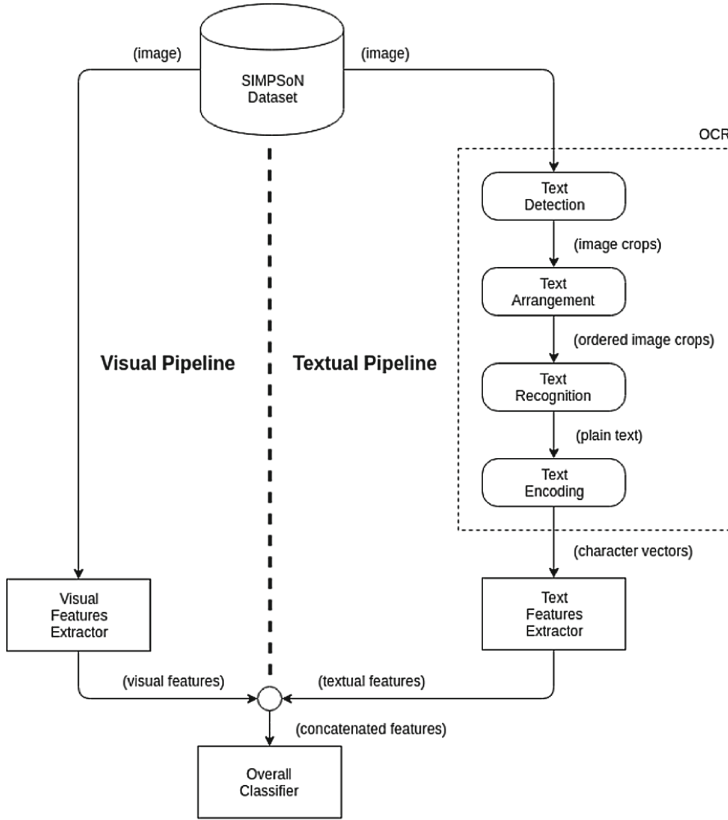 (image)
(image)
SIMPSoN
Dataset
OCR
Text
Detection
(image crops)
Text
Arrangement
(ordered image crops)
Visual Pipeline
Textual Pipeline
Text
Recognition
(plain text)
Text
Encoding
(character vectors)
Visual
Features
Extractor
Text
Features
Extractor
(visual features)
(textual features)
(concatenated features)
Overall
Classifier